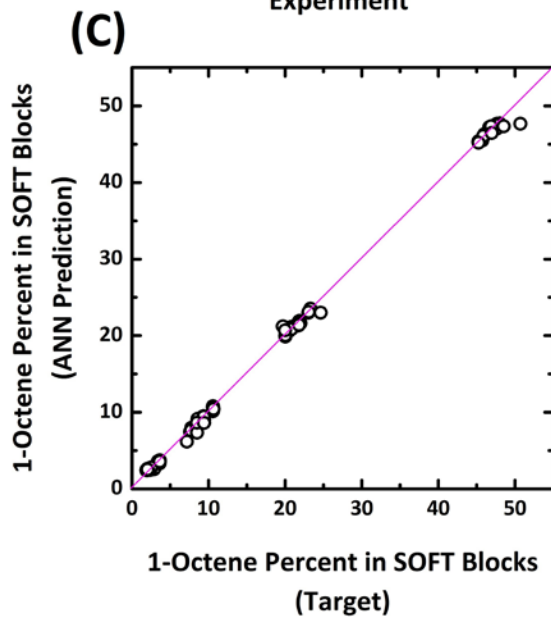 Experiment
(C)
1-Octene Percent in SOFT Blocks
(ANN Prediction)
50
40
30
20
10
0
0 10 20 30 40 50
1-Octene Percent in SOFT Blocks
(Target)